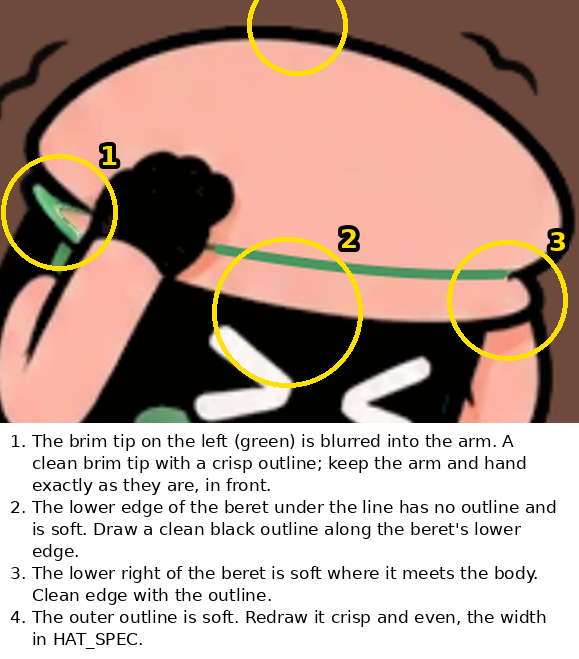 1
2
3
1. The brim tip on the left (green) is blurred into the arm. A
clean brim tip with a crisp outline; keep the arm and hand
exactly as they are, in front.
2. The lower edge of the beret under the line has no outline and
is soft. Draw a clean black outline along the beret's lower
edge.
3. The lower right of the beret is soft where it meets the body.
Clean edge with the outline.
4. The outer outline is soft. Redraw it crisp and even, the width
in HAT_SPEC.